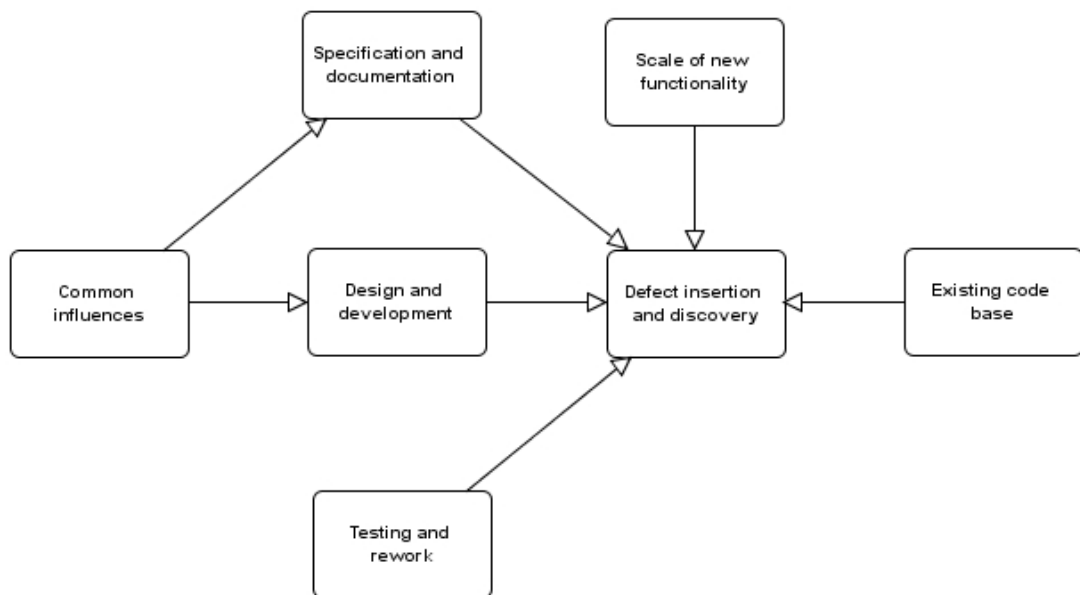 Specification and
documentation
Scale of new
functionality
Common
influences
Design and
development
Defect insertion
and discovery
Existing code
base
Testing and
rework